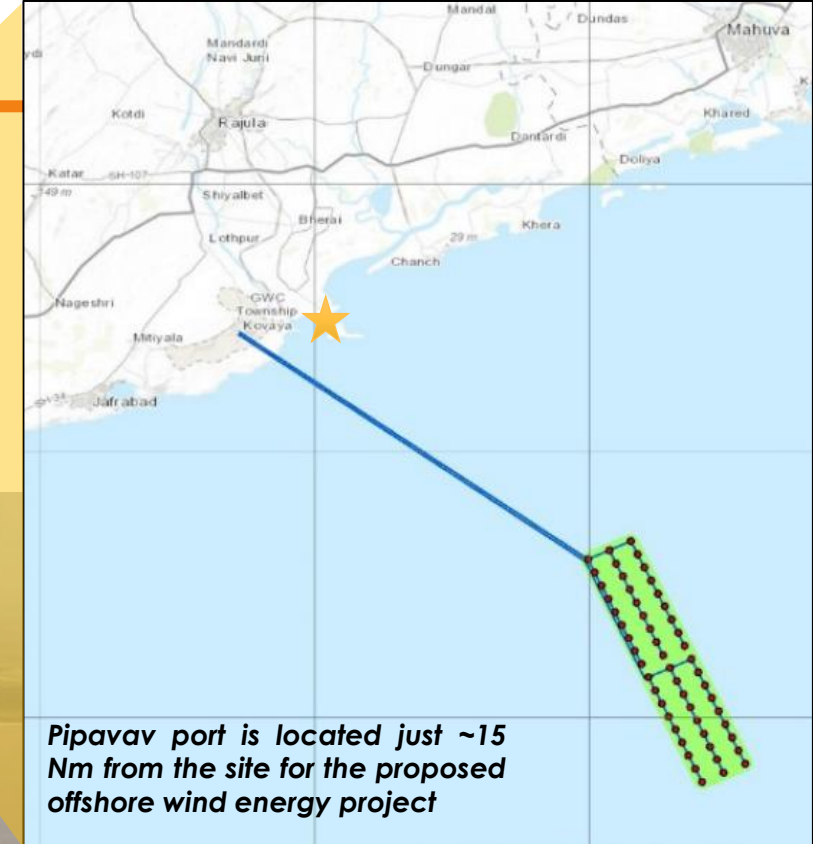 Mandal
Dundas
Mahuva
ydi
Mandardi
Navi Juni
Dungar
Kotdi
Rajula
Khared
K
Dantardi
Doliya
Katar
SH-107
549 m
Shiyalbet
Bherai
Khera
Lothpur
29 m
Chanch
GWC
Township
Kovaya
Nageshri
Mitiyala
Jafrabad
Pipavav port is located just ~15
Nm from the site for the proposed
offshore wind energy project